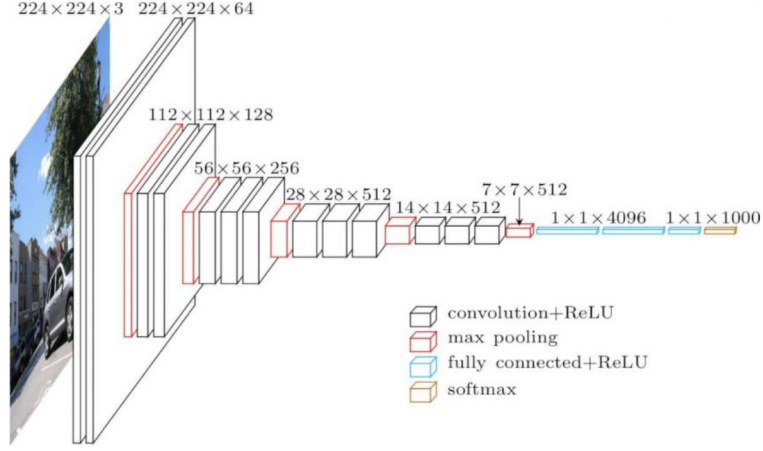 224×224×3
224×224×64
112×112×128
56×56×256
28×28×512
14×14×512
7×7×512
1×1×4096
1×1×1000
convolution+ReLU
max pooling
fully connected+ReLU
softmax